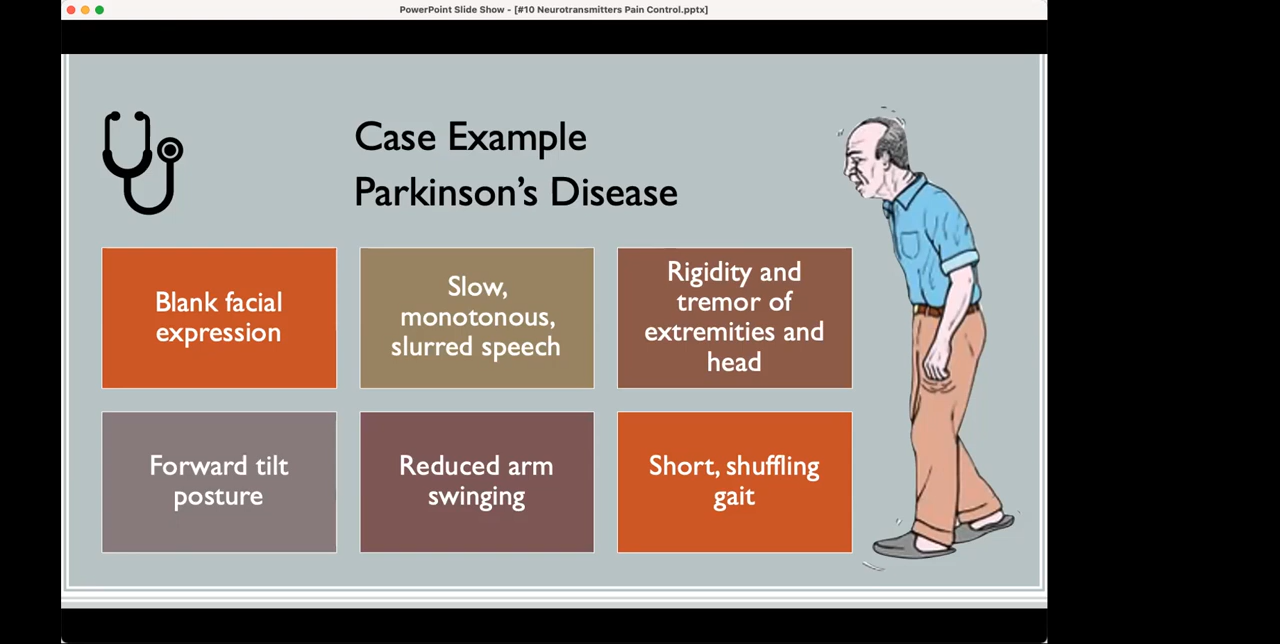 PowerPoint Slide Show - [#10 Neurotransmitters Pain Control.pptx]
Case Example
Parkinson’s Disease
Blank facial
expression
Slow,
monotonous,
slurred speech
Rigidity and
tremor of
extremities and
head
Forward tilt
posture
Reduced arm
swinging
Short, shuffling
gait